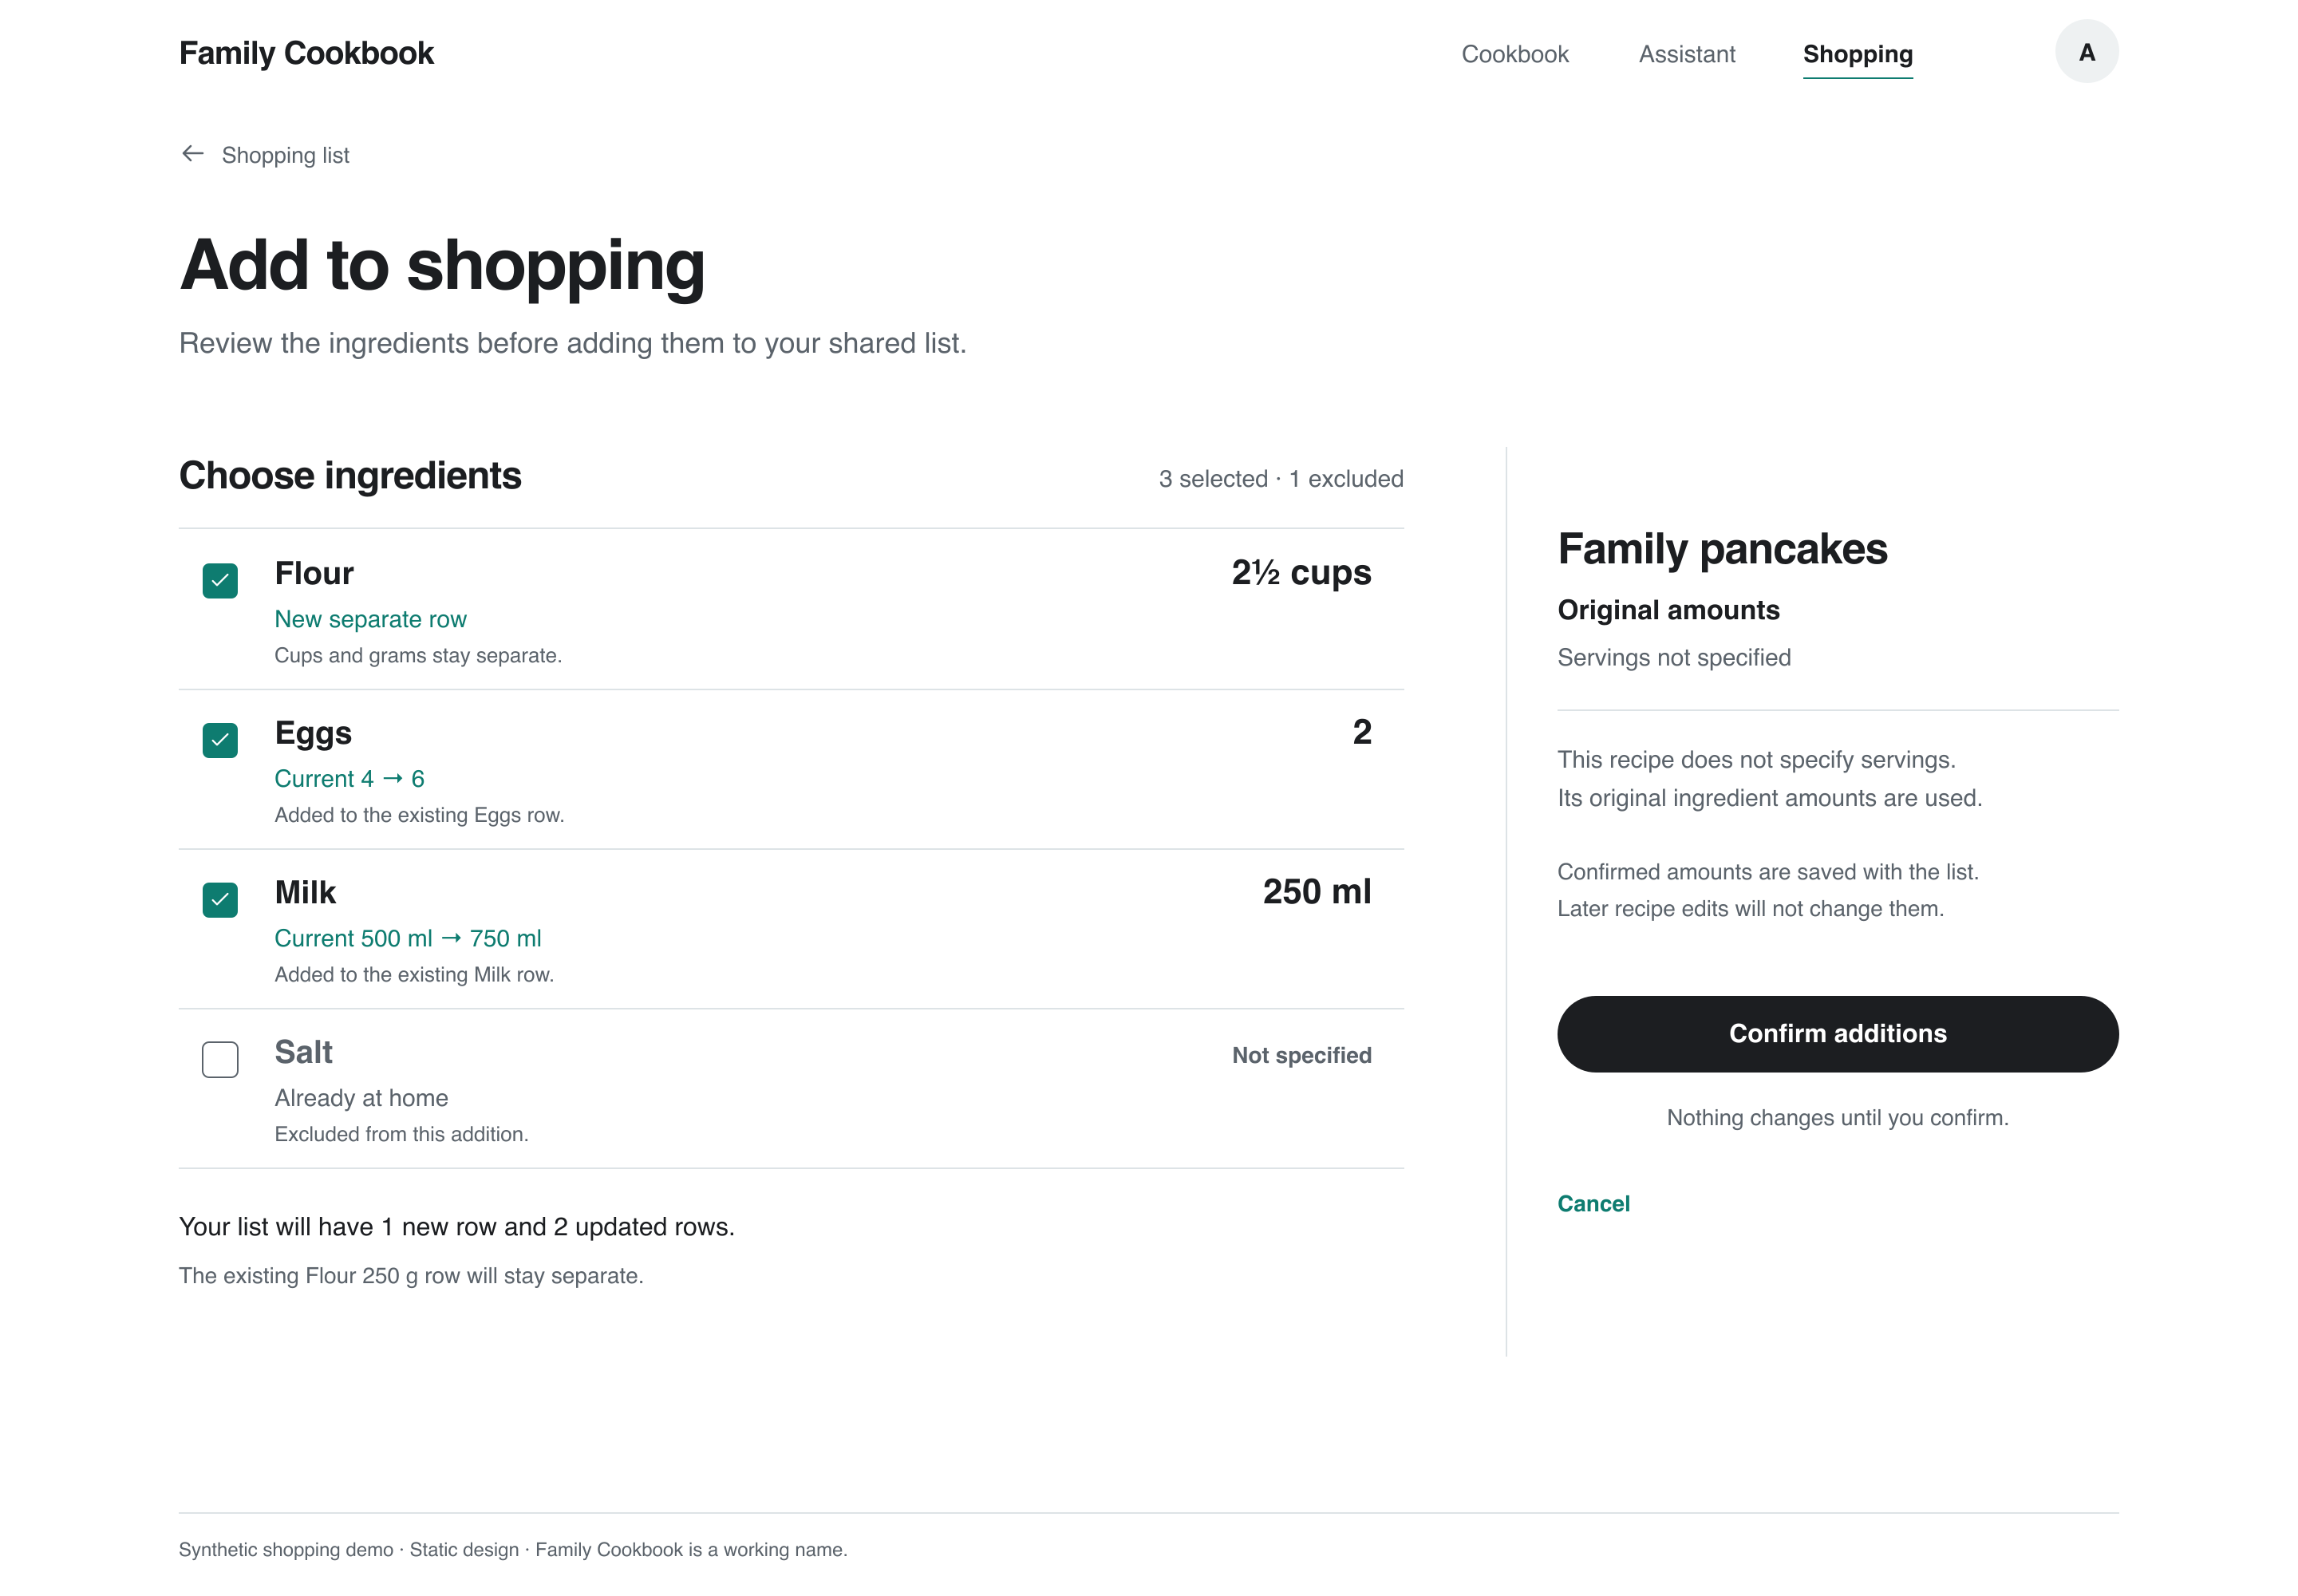 Family Cookbook
Cookbook
Assistant
Shopping
A
← Shopping list
Add to shopping
Review the ingredients before adding them to your shared list.
Choose ingredients
3 selected · 1 excluded
Flour
2½ cups
New separate row
Cups and grams stay separate.
Eggs
2
Current 4 → 6
Added to the existing Eggs row.
Milk
250 ml
Current 500 ml → 750 ml
Added to the existing Milk row.
Salt
Not specified
Already at home
Excluded from this addition.
Your list will have 1 new row and 2 updated rows.
The existing Flour 250 g row will stay separate.
Family pancakes
Original amounts
Servings not specified
This recipe does not specify servings.
Its original ingredient amounts are used.
Confirmed amounts are saved with the list.
Later recipe edits will not change them.
Confirm additions
Nothing changes until you confirm.
Cancel
Synthetic shopping demo · Static design · Family Cookbook is a working name.